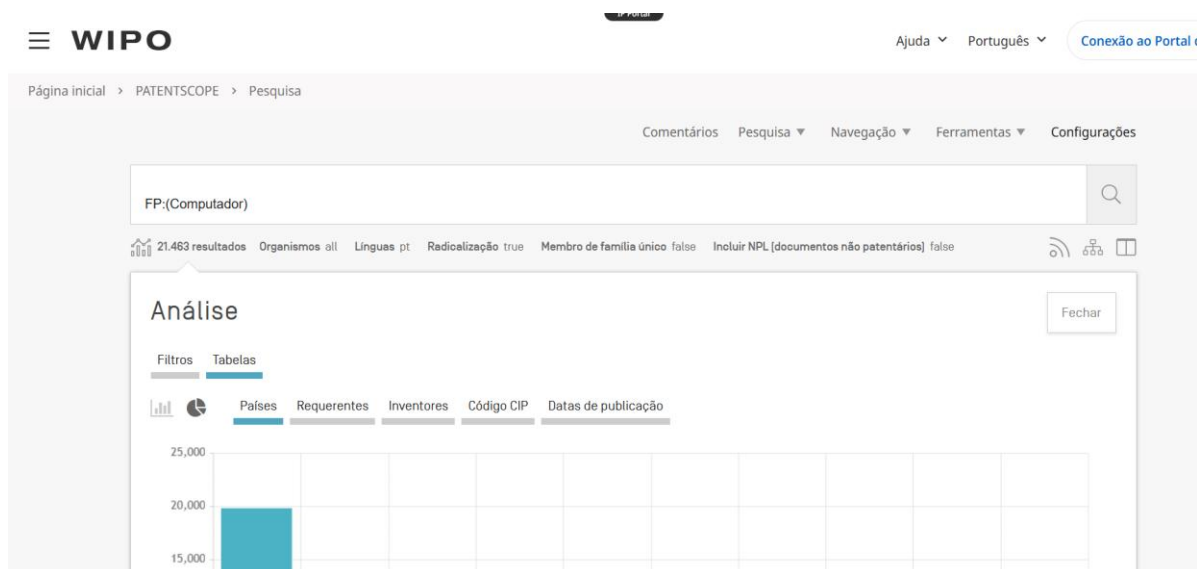 IP Portal
WIPO
Ajuda Português Conexão ao Portal d
Página inicial > PATENTSCOPE > Pesquisa
Comentários Pesquisa Navegação Ferramentas Configurações
FP:(Computador)
21.463 resultados Organismos all Línguas pt Radicalização true Membro de família único false Incluir NPL [documentos não patentários] false
Análise
Fechar
Filtros Tabelas
Países Requerentes Inventores Código CIP Datas de publicação
25,000
20,000
15,000